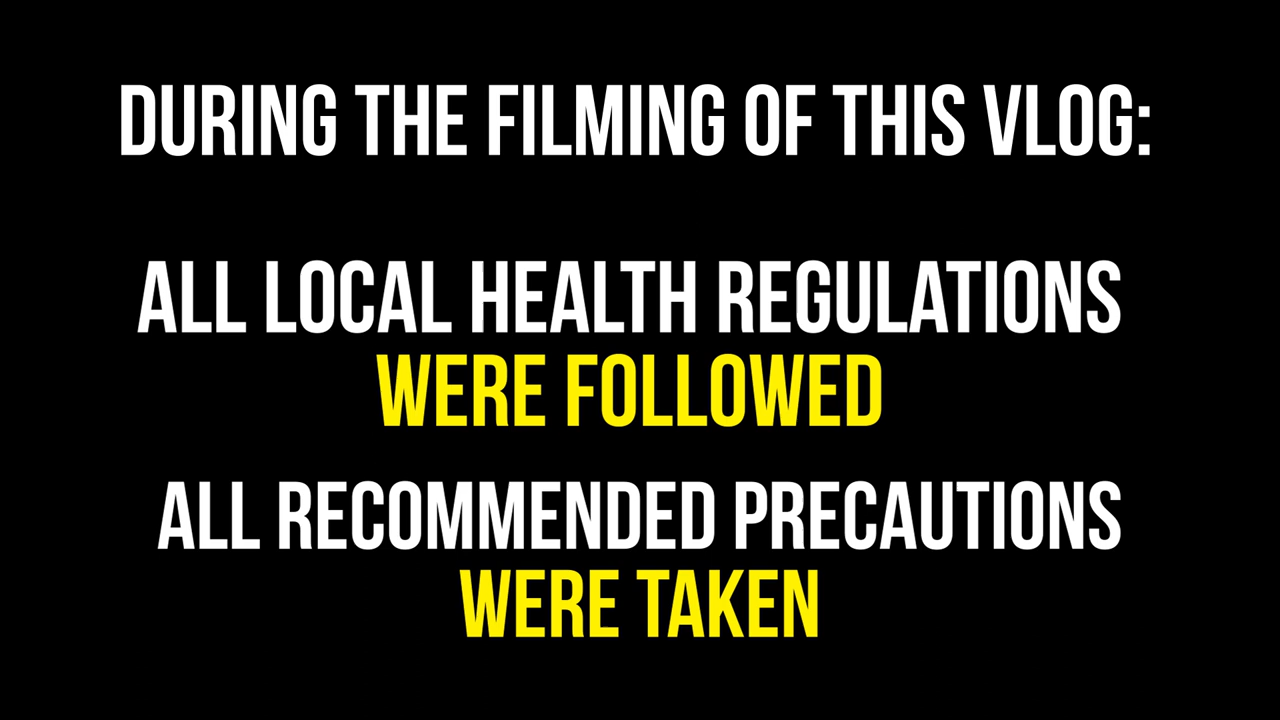 DURING THE FILMING OF THIS VLOG:
ALL LOCAL HEALTH REGULATIONS
WERE FOLLOWED
ALL RECOMMENDED PRECAUTIONS
WERE TAKEN